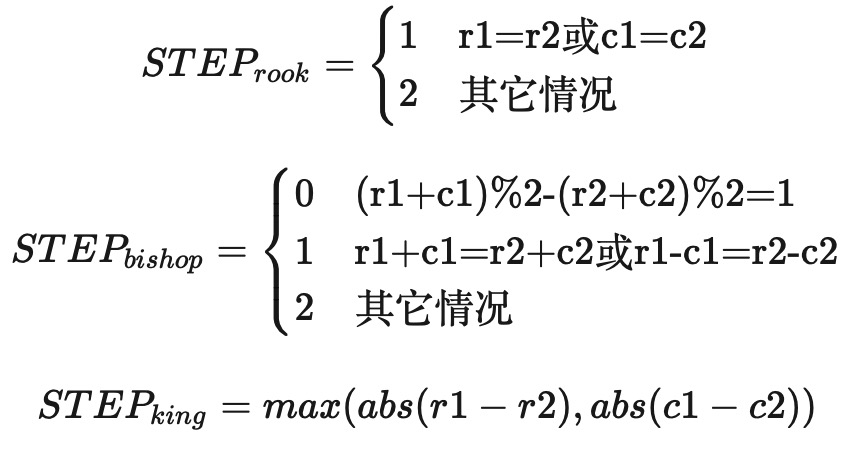 STEP_rook = { 1 r1=r2或c1=c2
2 其它情况
STEP_bishop = { 0 (r1+c1)%2-(r2+c2)%2=1
1 r1+c1=r2+c2或r1-c1=r2-c2
2 其它情况
STEP_king = max(abs(r1 − r2), abs(c1 − c2))